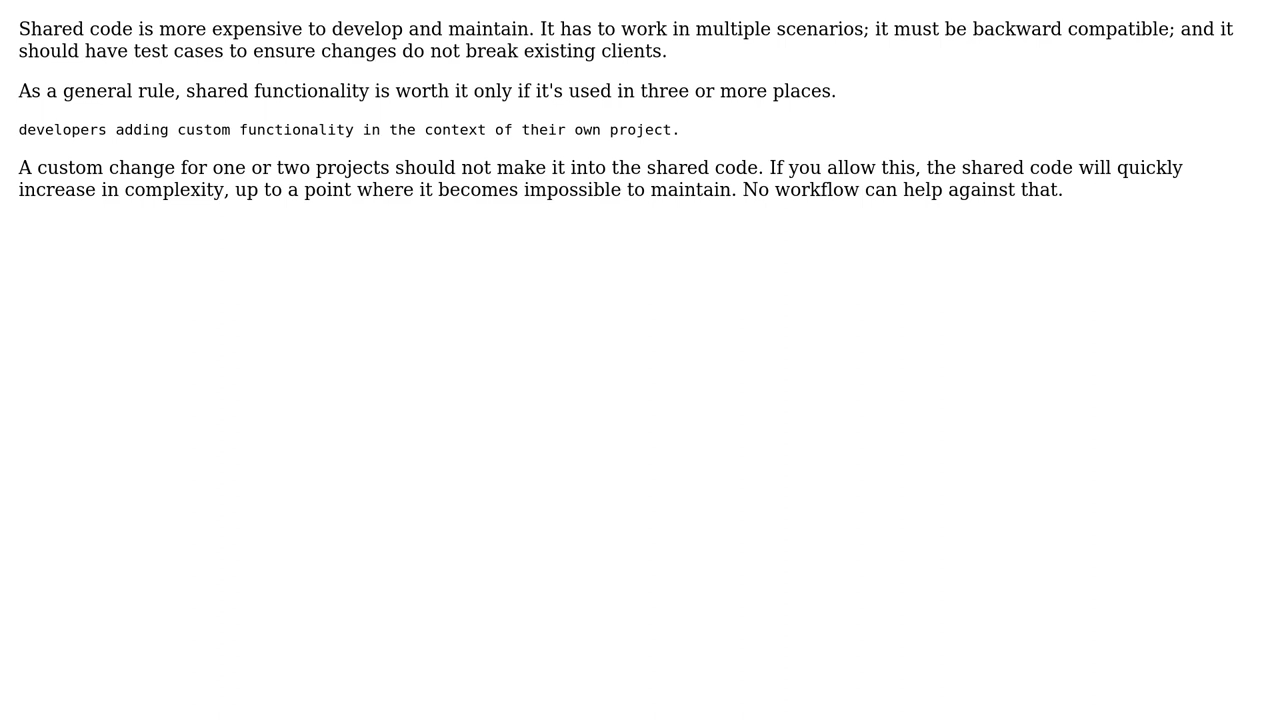 Shared code is more expensive to develop and maintain. It has to work in multiple scenarios; it must be backward compatible; and it
should have test cases to ensure changes do not break existing clients.
As a general rule, shared functionality is worth it only if it's used in three or more places.
developers adding custom functionality in the context of their own project.
A custom change for one or two projects should not make it into the shared code. If you allow this, the shared code will quickly
increase in complexity, up to a point where it becomes impossible to maintain. No workflow can help against that.